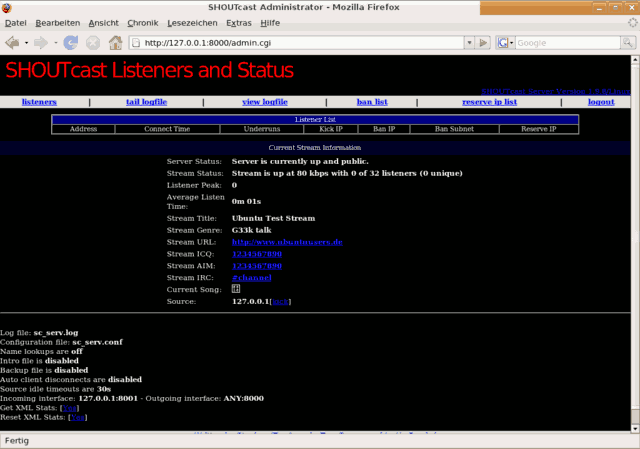 SHOUTcast Administrator - Mozilla Firefox
Datei Bearbeiten Ansicht Chronik Lesezeichen Extras Hilfe
http://127.0.0.1:8000/admin.cgi
Google
SHOUTcast Listeners and Status
SHOUTcast Server Version
listeners | tail logfile | view logfile | ban list | reserve ip list | logout
Listener List
Address Connect Time Underruns Kick IP Ban IP Ban Subnet Reserve IP
Current Stream Information
Server Status: Server is currently up and public.
Stream Status: Stream is up at 80 kbps with 0 of 32 listeners (0 unique)
Listener Peak: 0
Average Listen
Time: 0m 01s
Stream Title: Ubuntu Test Stream
Stream Genre: G33k talk
Stream URL: http://www.ubuntuusers.de
Stream ICQ: 1234567890
Stream AIM: 1234567890
Stream IRC: #channel
Current Song:
Source: 127.0.0.1[kick]
Log file: sc_serv.log
Configuration file: sc_serv.conf
Name lookups are off
Intro file is disabled
Backup file is disabled
Auto client disconnects are disabled
Source idle timeouts are 30s
Incoming interface: 127.0.0.1:8001 - Outgoing interface: ANY:8000
Get XML Stats: [Yes]
Reset XML Stats: [Yes]
Fertig